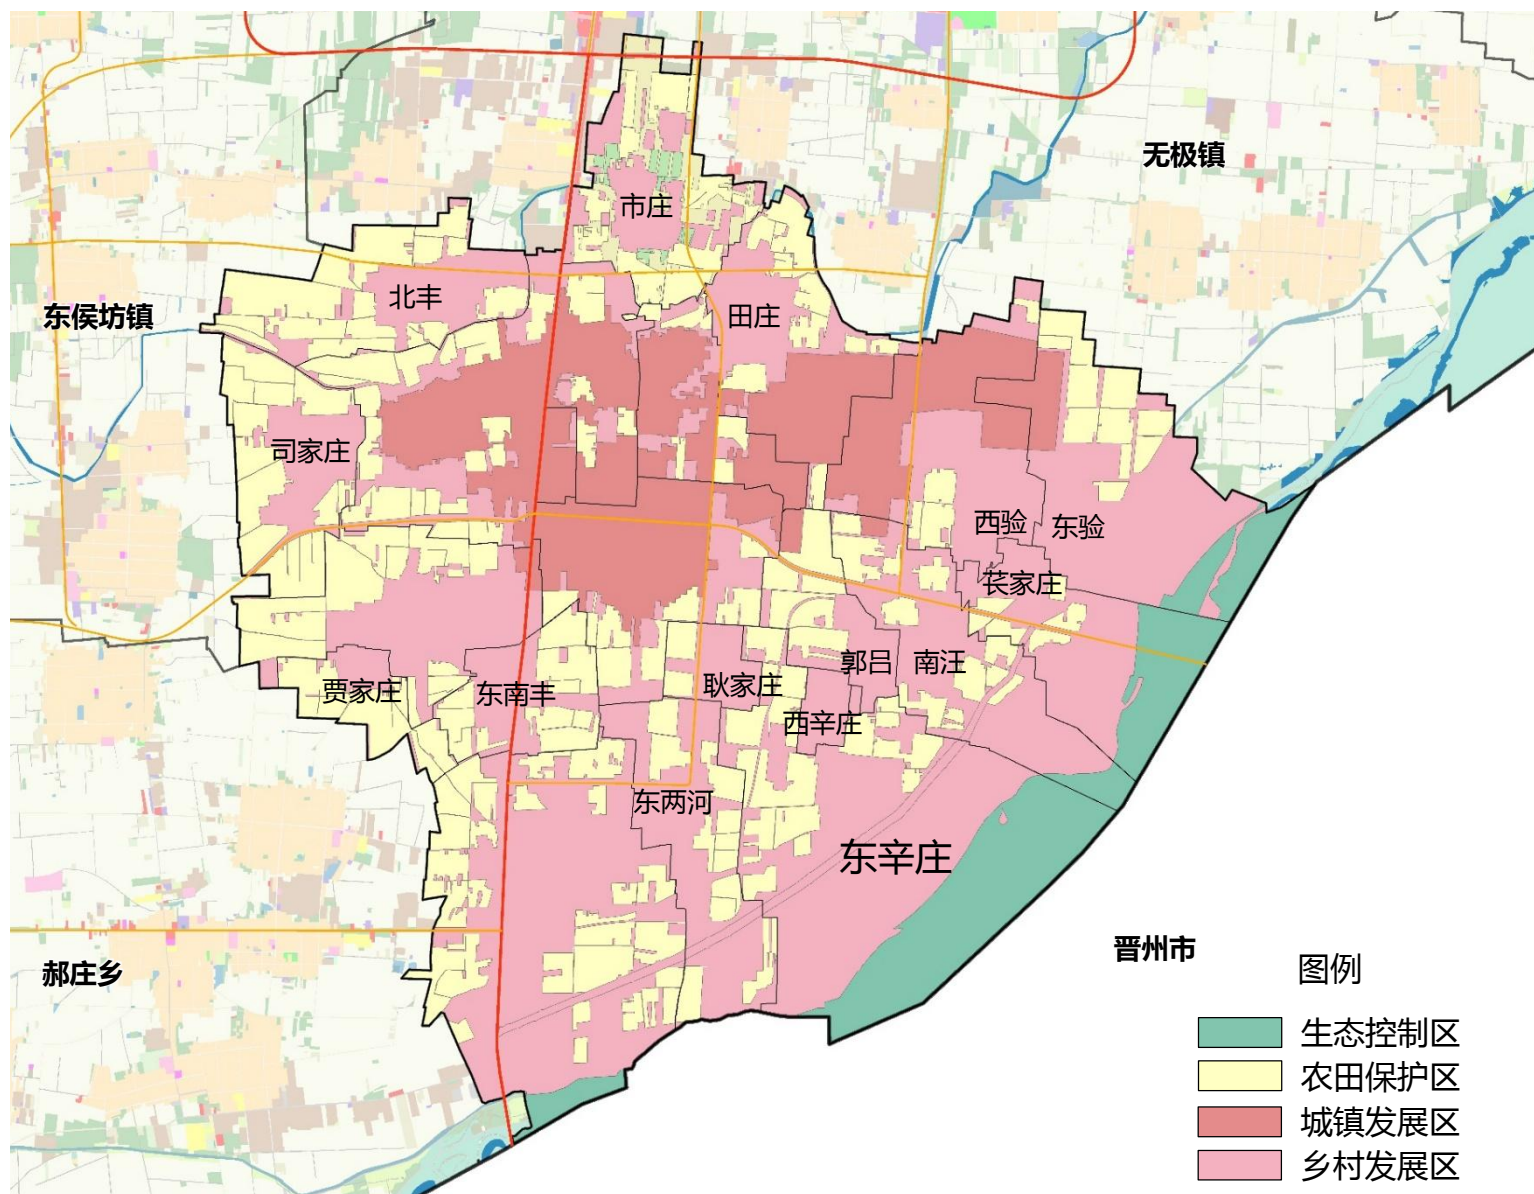 无极镇
市庄
北丰
东侯坊镇
田庄
司家庄
西验
东验
苌家庄
郭吕
南汪
贾家庄
东南丰
耿家庄
西辛庄
东两河
东辛庄
晋州市
郝庄乡
图例
生态控制区
农田保护区
城镇发展区
乡村发展区